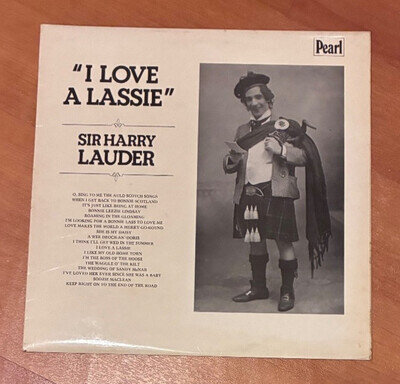 Pearl
"I LOVE
A LASSIE"
SIR HARRY
LAUDER
O, SING TO ME THE AULD SCOTCH SONGS
WHEN I GET BACK TO BONNIE SCOTLAND
IT'S JUST LIKE BEING AT HOME
BONNIE LEEZIE LINDSAY
ROAMING IN THE GLOAMING
I'M LOOKING FOR A BONNIE LASS TO LOVE ME
LOVE MAKES THE WORLD A MERRY-GO-ROUND
SHE IS MY DAISY
A WEE DEOCH-AN-DORIS
I THINK I'LL GET WED IN THE SUMMER
I LOVE A LASSIE
I LIKE MY OLD HOME TOWN
I'M THE BOSS OF THE HOOSE
THE WAGGLE O' THE KILT
THE WEDDING OF SANDY McNAB
I'VE LOVED HER EVER SINCE SHE WAS A BABY
BOOZIE MACLEAN
KEEP RIGHT ON TO THE END OF THE ROAD